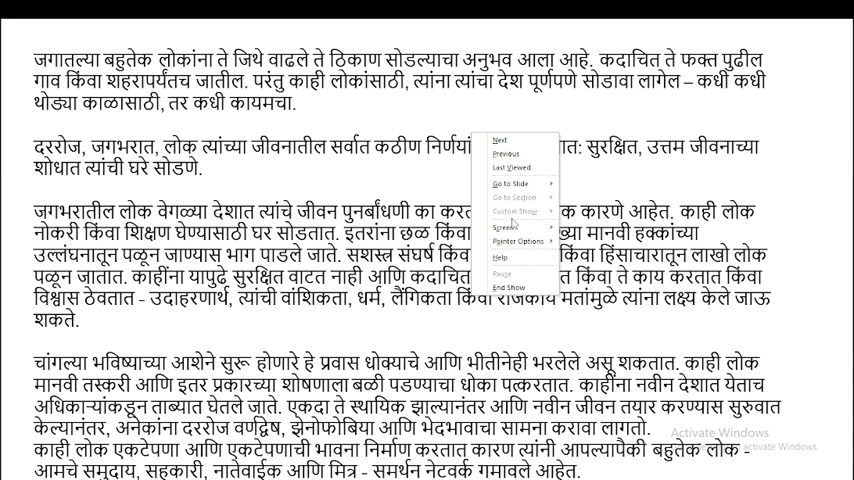 जगातल्या बहुतेक लोकांना ते जिथे वाढले ते ठिकाण सोडल्याचा अनुभव आला आहे. कदाचित ते फक्त पुढील
गाव किंवा शहरापर्यंतच जातील. परंतु काही लोकांसाठी, त्यांना त्यांचा देश पूर्णपणे सोडावा लागेल – कधी कधी
थोड्या काळासाठी, तर कधी कायमचा.
दररोज, जगभरात, लोक त्यांच्या जीवनातील सर्वात कठीण : सुरक्षित, उत्तम जीवनाच्या
शोधात त्यांची घरे सोडणे.
जगभरातील लोक वेगळ्या देशात त्यांचे जीवन पुनर्बांधणी का कारणे आहेत. काही लोक
नोकरी किंवा शिक्षण घेण्यासाठी घर सोडतात. इतरांना छळ किंवा मानवी हक्कांच्या
उल्लंघनातून पळून जाण्यास भाग पाडले जाते. सशस्त्र संघर्ष किंवा किंवा हिंसाचारातून लाखो लोक
पळून जातात. काहींना यापुढे सुरक्षित वाटत नाही आणि कदाचित किंवा ते काय करतात किंवा
विश्वास ठेवतात - उदाहरणार्थ, त्यांची वांशिकता, धर्म, लैंगिकता किंवा राजकीय मतांमुळे त्यांना लक्ष्य केले जाऊ
शकते.
चांगल्या भविष्याच्या आशेने सुरू होणारे हे प्रवास धोक्याचे आणि भीतीनेही भरलेले असू शकतात. काही लोक
मानवी तस्करी आणि इतर प्रकारच्या शोषणाला बळी पडण्याचा धोका पत्करतात. काहींना नवीन देशात येताच
अधिकाऱ्यांकडून ताब्यात घेतले जाते. एकदा ते स्थायिक झाल्यानंतर आणि नवीन जीवन तयार करण्यास सुरुवात
केल्यानंतर, अनेकांना दररोज वर्णद्वेष, झेनोफोबिया आणि भेदभावाचा सामना करावा लागतो.
काही लोक एकटेपणा आणि एकटेपणाची भावना निर्माण करतात कारण त्यांनी आपल्यापैकी बहुतेक लोक -
आमचे समुदाय, सहकारी, नातेवाईक आणि मित्र - समर्थन नेटवर्क गमावले आहेत.
Next
Previous
Last Viewed
Go to Slide
Go to Section
Custom Show
Screen
Pointer Options
Help
Pause
End Show
Activate Windows
activate Windows.